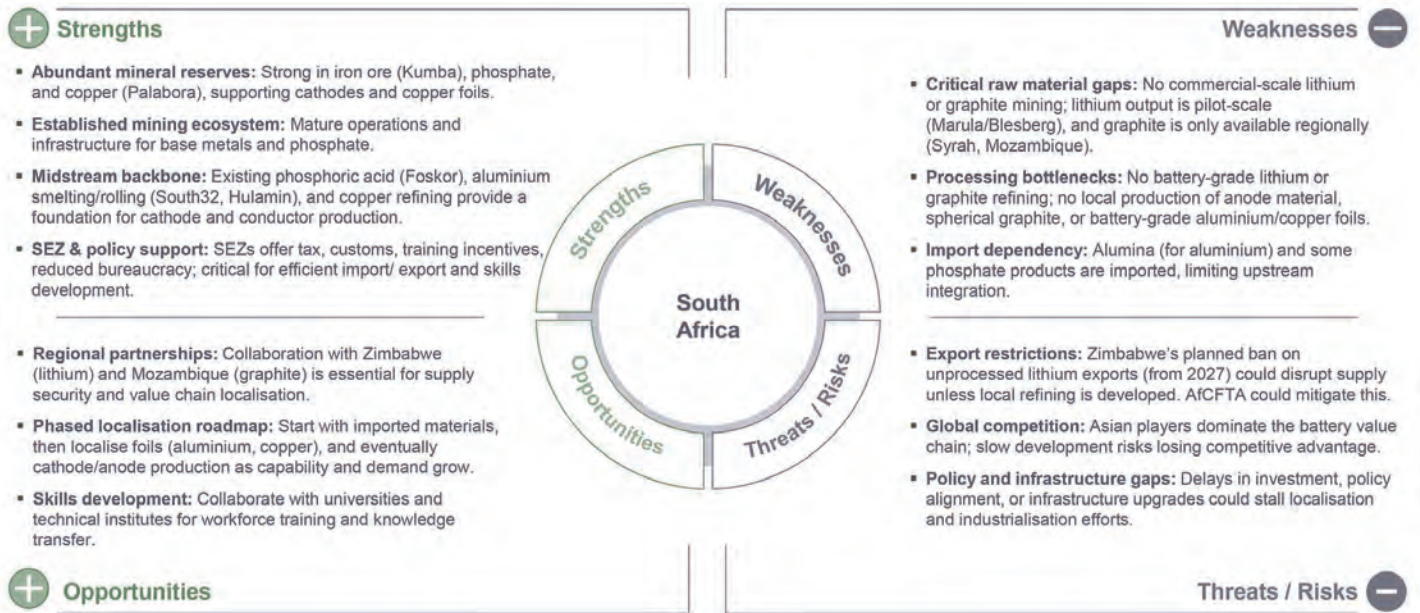 Strengths
▪ Abundant mineral reserves: Strong in iron ore (Kumba), phosphate,
and copper (Palabora), supporting cathodes and copper foils.
▪ Established mining ecosystem: Mature operations and
infrastructure for base metals and phosphate.
▪ Midstream backbone: Existing phosphoric acid (Foskor), aluminium
smelting/rolling (South32, Hulamin), and copper refining provide a
foundation for cathode and conductor production.
▪ SEZ & policy support: SEZs offer tax, customs, training incentives,
reduced bureaucracy; critical for efficient import/ export and skills
development.
Weaknesses
▪ Critical raw material gaps: No commercial-scale lithium
or graphite mining; lithium output is pilot-scale
(Marula/Blesberg), and graphite is only available regionally
(Syrah, Mozambique).
▪ Processing bottlenecks: No battery-grade lithium or
graphite refining; no local production of anode material,
spherical graphite, or battery-grade aluminium/copper foils.
▪ Import dependency: Alumina (for aluminium) and some
phosphate products are imported, limiting upstream
integration.
Strengths
Weaknesses
South
Africa
Opportunities
Threats / Risks
▪ Regional partnerships: Collaboration with Zimbabwe
(lithium) and Mozambique (graphite) is essential for supply
security and value chain localisation.
▪ Phased localisation roadmap: Start with imported materials,
then localise foils (aluminium, copper), and eventually
cathode/anode production as capability and demand grow.
▪ Skills development: Collaborate with universities and
technical institutes for workforce training and knowledge
transfer.
Opportunities
▪ Export restrictions: Zimbabwe's planned ban on
unprocessed lithium exports (from 2027) could disrupt supply
unless local refining is developed. AfCFTA could mitigate this.
▪ Global competition: Asian players dominate the battery value
chain; slow development risks losing competitive advantage.
▪ Policy and infrastructure gaps: Delays in investment, policy
alignment, or infrastructure upgrades could stall localisation
and industrialisation efforts.
Threats / Risks